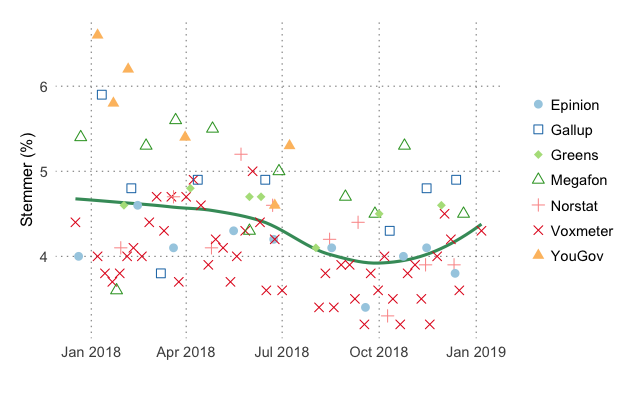 Stemmer (%)
6
5
4
Jan 2018
Apr 2018
Jul 2018
Oct 2018
Jan 2019
Epinion
Gallup
Greens
Megafon
Norstat
Voxmeter
YouGov